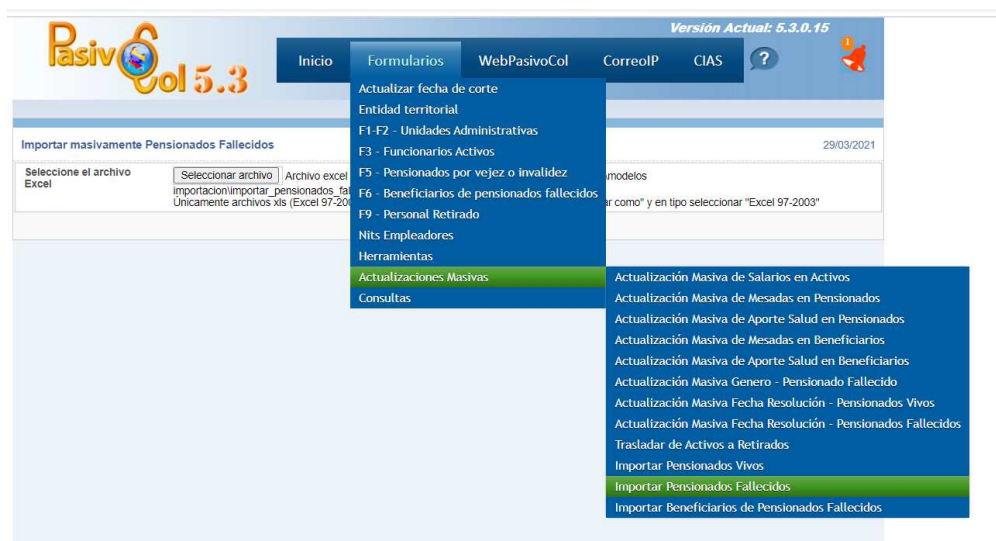 Versión Actual: 5.3.0.15
PasivoCol 5.3
Inicio Formularios WebPasivoCol CorreoIP CIAS ?
Actualizar fecha de corte
Entidad territorial
F1-F2 - Unidades Administrativas
Importar masivamente Pensionados Fallecidos 29/03/2021
F3 - Funcionarios Activos
Seleccione el archivo Excel
Seleccionar archivo Archivo excel
importacion\importar_pensionados_fal
Únicamente archivos xls (Excel 97-200
modelos
ar como" y en tipo seleccionar "Excel 97-2003"
F5 - Pensionados por vejez o invalidez
F6 - Beneficiarios de pensionados fallecidos
F9 - Personal Retirado
Nits Empleadores
Herramientas
Actualizaciones Masivas
Consultas
Actualización Masiva de Salarios en Activos
Actualización Masiva de Mesadas en Pensionados
Actualización Masiva de Aporte Salud en Pensionados
Actualización Masiva de Mesadas en Beneficiarios
Actualización Masiva de Aporte Salud en Beneficiarios
Actualización Masiva Genero - Pensionado Fallecido
Actualización Masiva Fecha Resolución - Pensionados Vivos
Actualización Masiva Fecha Resolución - Pensionados Fallecidos
Trasladar de Activos a Retirados
Importar Pensionados Vivos
Importar Pensionados Fallecidos
Importar Beneficiarios de Pensionados Fallecidos